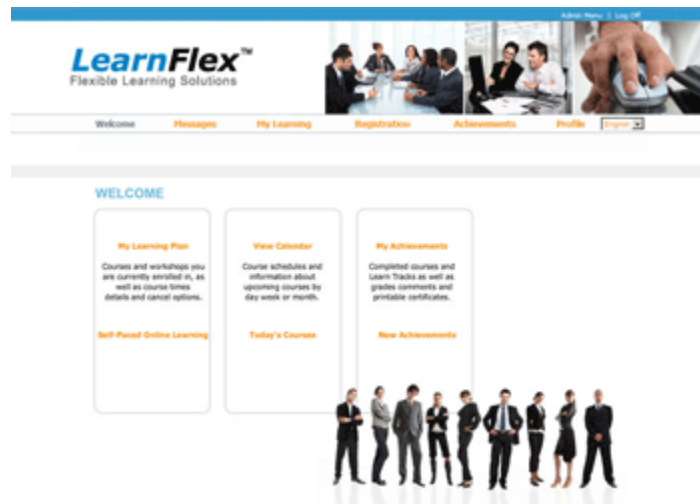 Admin Menu | Log Off
LearnFlex™
Flexible Learning Solutions
Welcome Messages My Learning Registration Achievements Profile English
WELCOME
My Learning Plan
Courses and workshops you
are currently enrolled in, as
well as course times
details and cancel options.
Self-Paced Online Learning
View Calendar
Course schedules and
information about
upcoming courses by
day week or month.
Today's Courses
My Achievements
Completed courses and
Learn Tracks as well as
grades comments and
printable certificates.
New Achievements